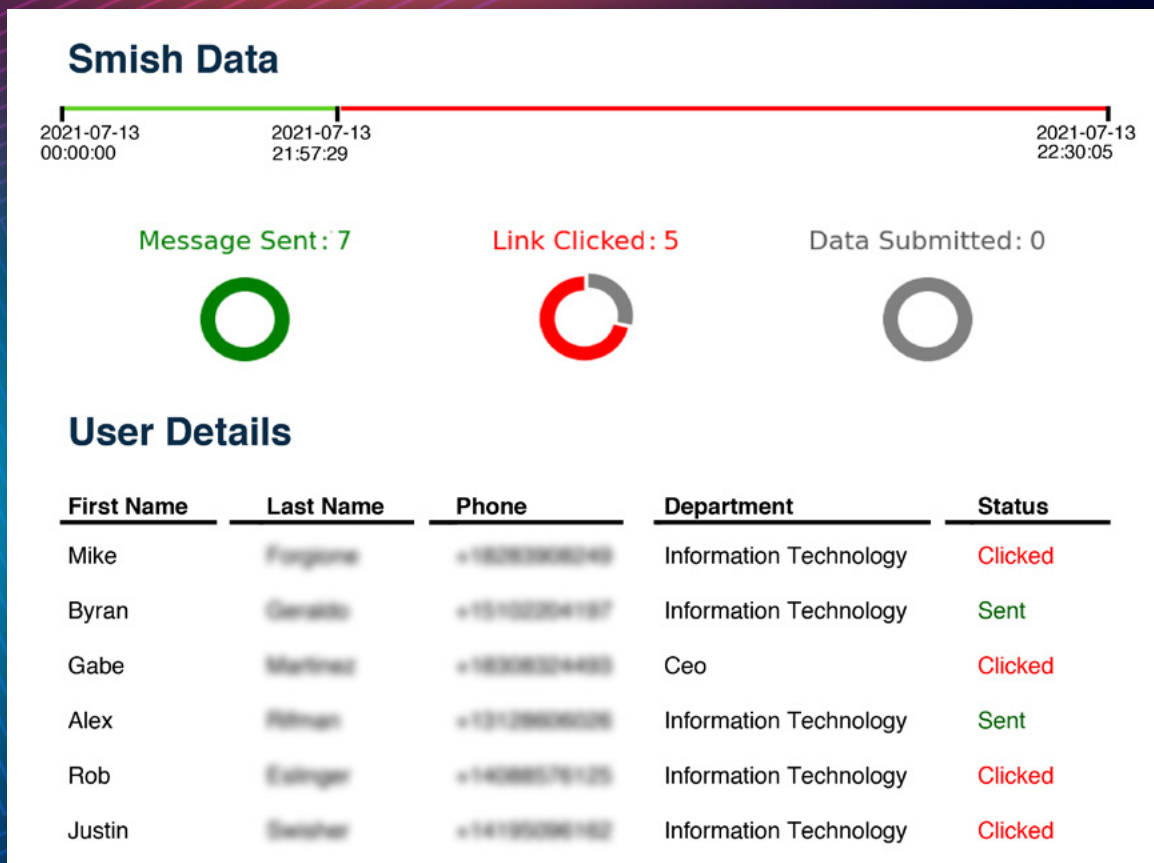 Smish Data
2021-07-13 2021-07-13 2021-07-13
00:00:00 21:57:29 22:30:05
Message Sent: 7 Link Clicked: 5 Data Submitted: 0
User Details
First Name Last Name Phone Department Status
Mike Information Technology Clicked
Byran Information Technology Sent
Gabe Ceo Clicked
Alex Information Technology Sent
Rob Information Technology Clicked
Justin Information Technology Clicked